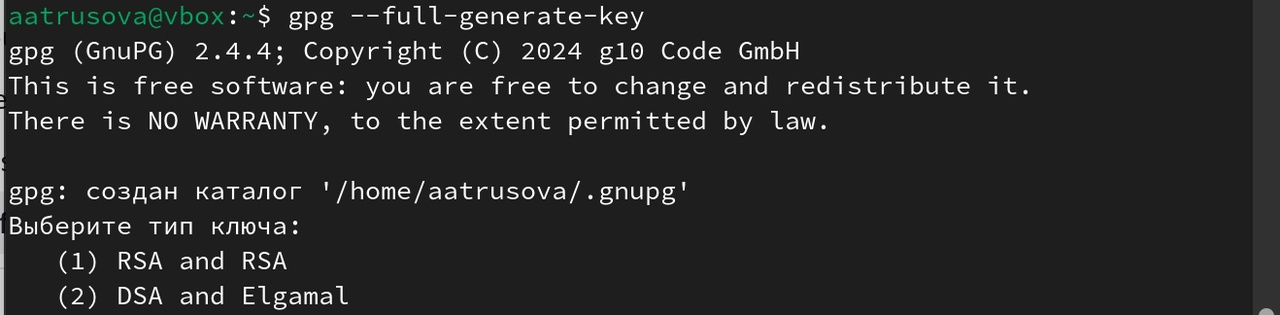 aatrusova@vbox:~$ gpg --full-generate-key
gpg (GnuPG) 2.4.4; Copyright (C) 2024 g10 Code GmbH
This is free software: you are free to change and redistribute it.
There is NO WARRANTY, to the extent permitted by law.
gpg: создан каталог '/home/aatrusova/.gnupg'
Выберите тип ключа:
(1) RSA and RSA
(2) DSA and Elgamal